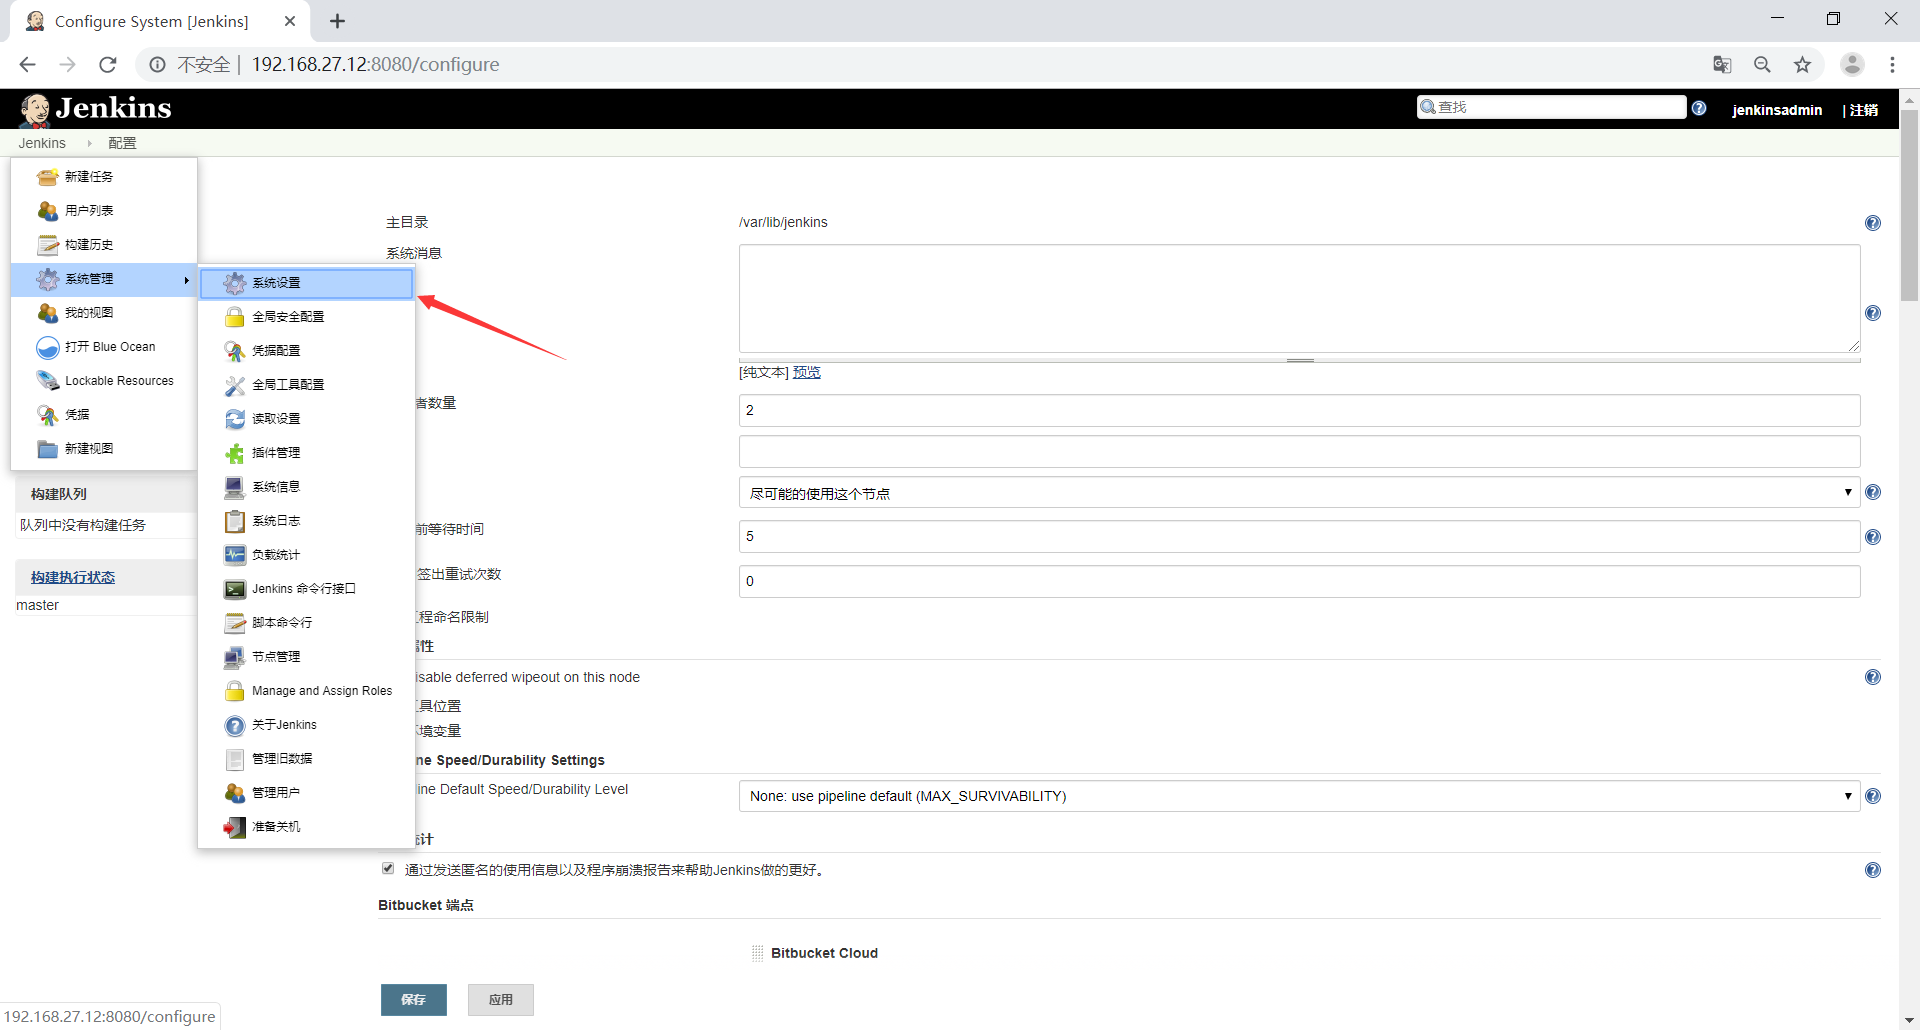 Configure System [Jenkins]
不安全 | 192.168.27.12:8080/configure
Jenkins
查找
jenkinsadmin
| 注销
Jenkins
配置
新建任务
用户列表
构建历史
系统管理
我的视图
打开 Blue Ocean
Lockable Resources
凭据
新建视图
构建队列
队列中没有构建任务
构建执行状态
master
系统设置
全局安全配置
凭据配置
全局工具配置
读取设置
插件管理
系统信息
系统日志
负载统计
Jenkins 命令行接口
脚本命令行
节点管理
Manage and Assign Roles
关于Jenkins
管理旧数据
管理用户
准备关机
主目录
/var/lib/jenkins
系统消息
[纯文本] 预览
者数量
2
尽可能的使用这个节点
前等待时间
5
签出重试次数
0
程命名限制
性
isable deferred wipeout on this node
具位置
境变量
ne Speed/Durability Settings
ine Default Speed/Durability Level
None: use pipeline default (MAX_SURVIVABILITY)
计
通过发送匿名的使用信息以及程序崩溃报告来帮助Jenkins做的更好。
Bitbucket 端点
Bitbucket Cloud
保存
应用
192.168.27.12:8080/configure